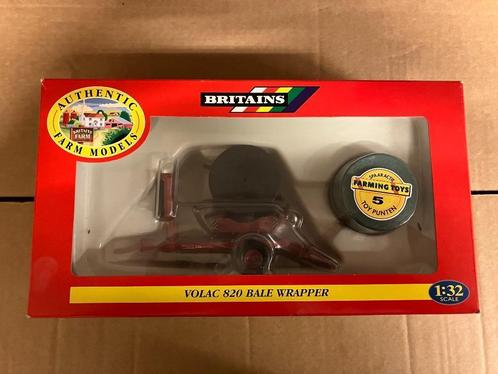 AUTHENTIC
FARM MODELS
BRITAINS
FARM
BRITAINS
SPAARACTIE
FARMING TOYS
5
TOY PUNTEN
VOLAC 820 BALE WRAPPER
1:32
SCALE